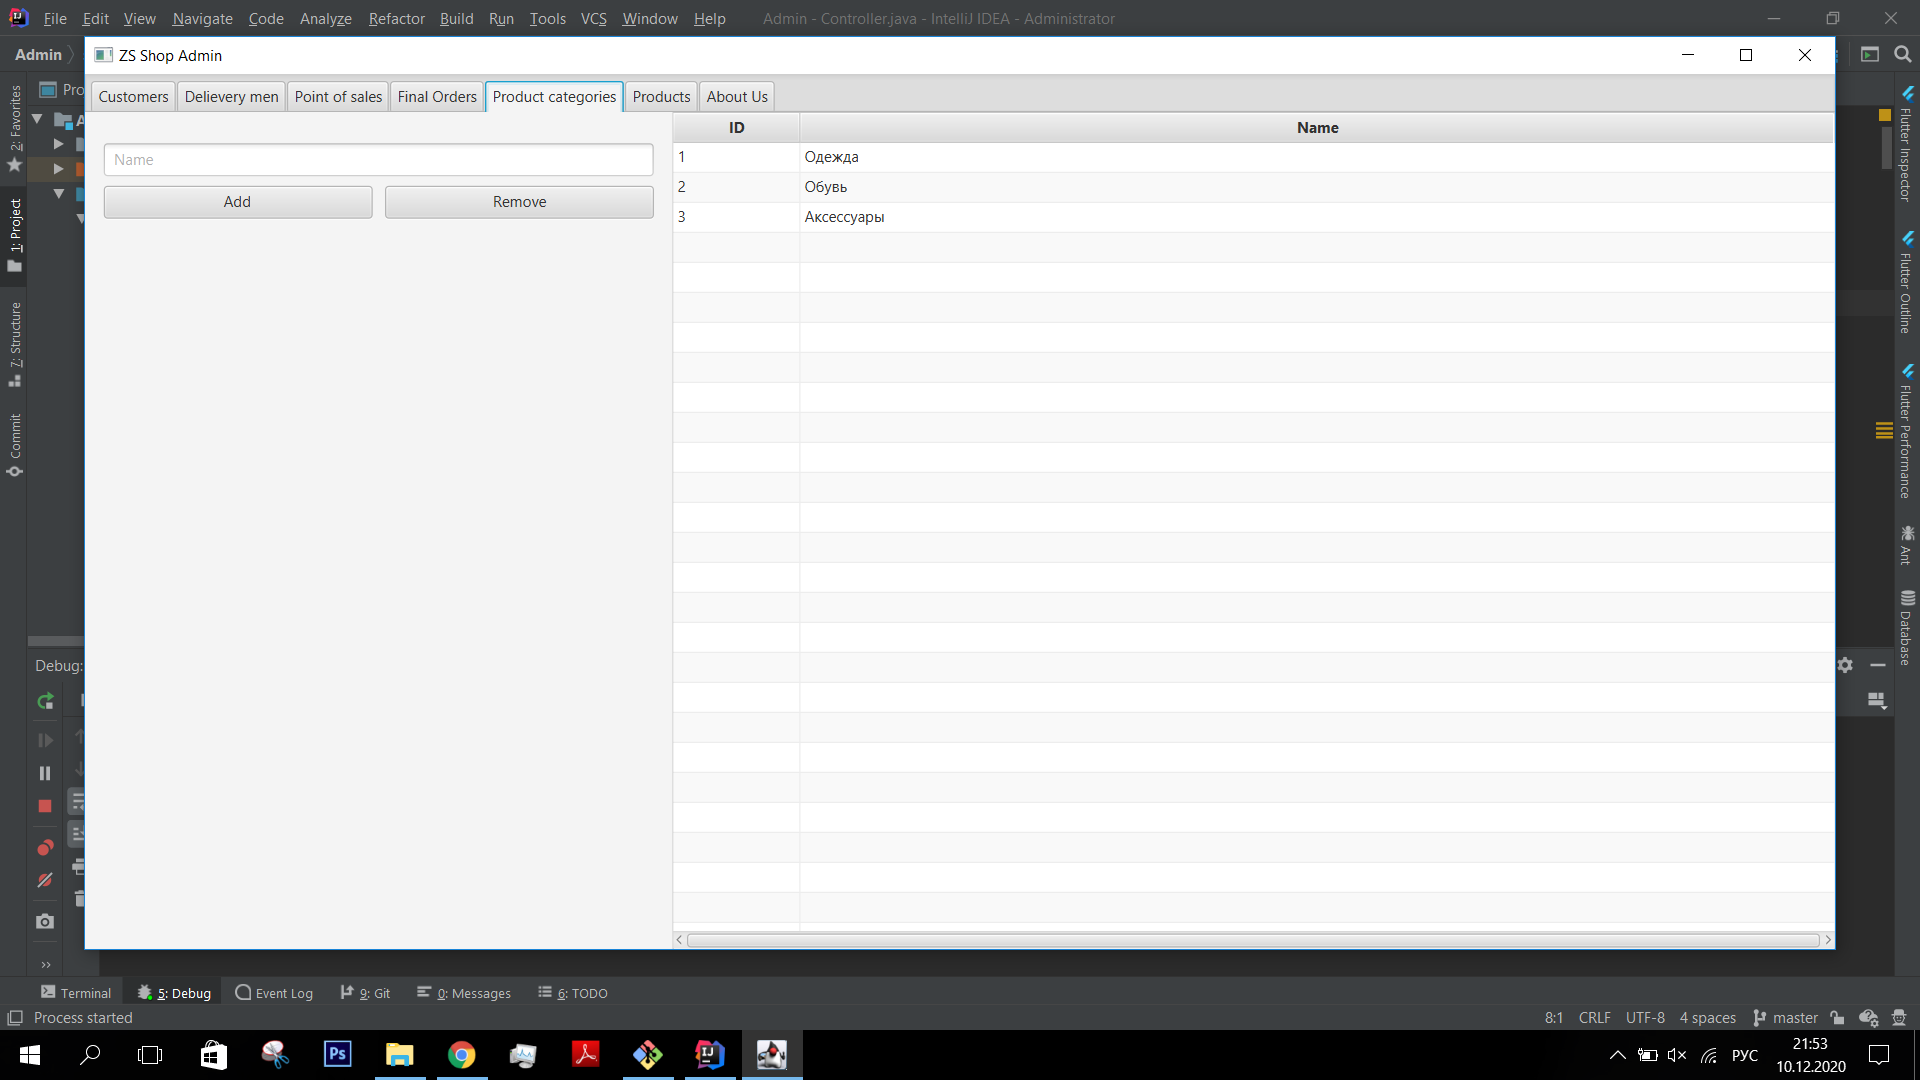 File Edit View Navigate Code Analyze Refactor Build Run Tools VCS Window Help Admin - Controller.java - IntelliJ IDEA - Administrator
Admin
ZS Shop Admin
Customers Delievery men Point of sales Final Orders Product categories Products About Us
Name
Add Remove
ID Name
1 Одежда
2 Обувь
3 Аксессуары
2: Favorites
1: Project
7: Structure
Commit
Flutter Inspector
Flutter Outline
Flutter Performance
Ant
Database
Debug:
Terminal 5: Debug Event Log 9: Git 0: Messages 6: TODO
Process started 8:1 CRLF UTF-8 4 spaces master
Ps
IJ
РУС
21:53
10.12.2020